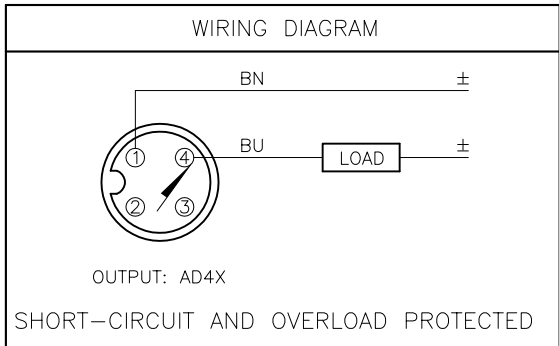 WIRING DIAGRAM
BN ±
1 4 BU LOAD ±
2 3
OUTPUT: AD4X
SHORT-CIRCUIT AND OVERLOAD PROTECTED